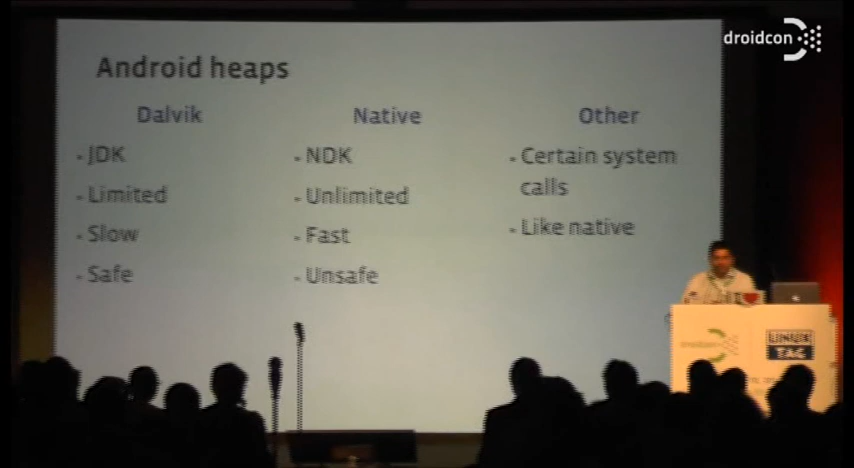 droidcon
Android heaps
Dalvik
- JDK
- Limited
- Slow
- Safe
Native
- NDK
- Unlimited
- Fast
- Unsafe
Other
- Certain system
calls
- Like native
droidcon
LINUX
TAG